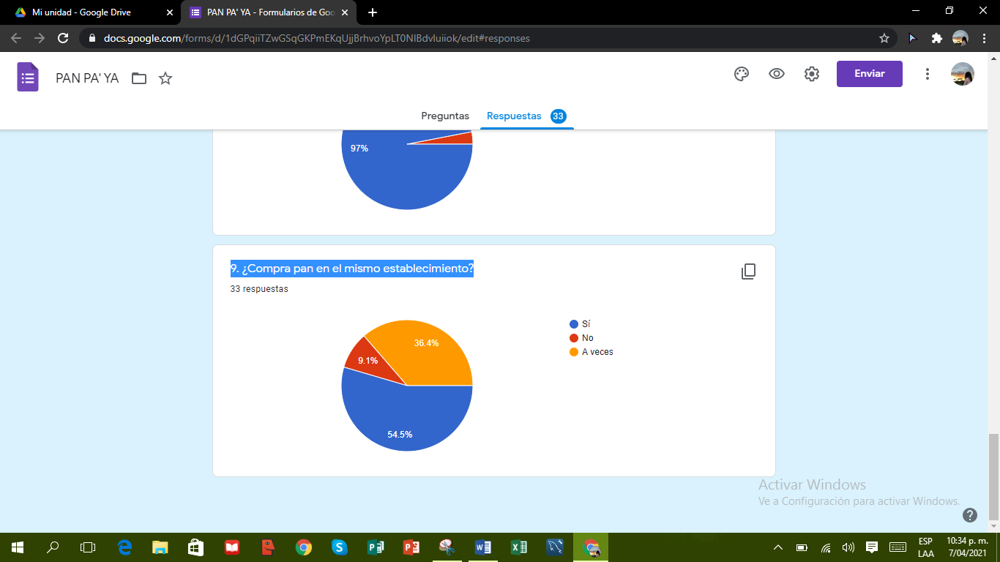 Mi unidad - Google Drive
PAN PA' YA - Formularios de Goo
docs.google.com/forms/d/1dGPqiiTZwGSqGKPmEKqUjjBrhvoYpLT0NIBdvluiiok/edit#responses
PAN PA' YA
Enviar
Preguntas
Respuestas 33
97%
9. ¿Compra pan en el mismo establecimiento?
33 respuestas
Sí
No
A veces
36.4%
9.1%
54.5%
Activar Windows
Ve a Configuración para activar Windows.
ESP
LAA
10:34 p. m.
7/04/2021